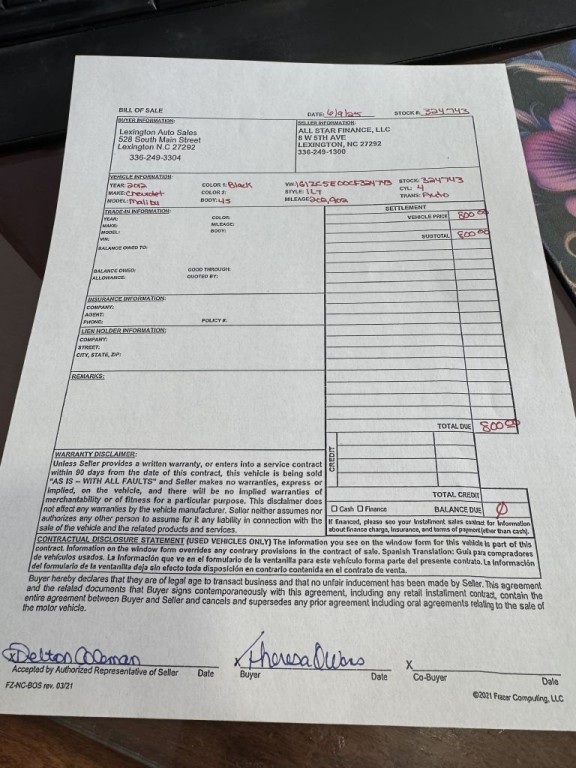 BILL OF SALE
DATE: 6/9/25 STOCK #: 324743
BUYER INFORMATION:
Lexington Auto Sales
528 South Main Street
Lexington N.C 27292
336-249-3304
SELLER INFORMATION:
ALL STAR FINANCE, LLC
8 W 5TH AVE
LEXINGTON, NC 27292
336-249-1300
VEHICLE INFORMATION:
YEAR: 2012 COLOR 1: Black STOCK: 324743
MAKE: Chevrolet COLOR 2: STYLE: 1LT CYL: 4
MODEL: Malibu BODY: 4S MILEAGE: 202,902 TRANS: Auto
TRADE-IN INFORMATION:
YEAR: COLOR:
MAKE: MILEAGE:
MODEL: BODY:
VIN:
BALANCE OWED TO:
BALANCE OWED: GOOD THROUGH:
ALLOWANCE: QUOTED BY:
SETTLEMENT
VEHICLE PRICE 800.00
SUBTOTAL 800.00
INSURANCE INFORMATION:
COMPANY:
AGENT:
PHONE: POLICY #:
LIEN HOLDER INFORMATION:
COMPANY:
STREET:
CITY, STATE, ZIP:
REMARKS:
TOTAL DUE 800.00
CREDIT
TOTAL CREDIT
Cash Finance BALANCE DUE Ø
If financed, please see your installment sales contract for information
about finance charge, insurance, and terms of payment (other than cash).
WARRANTY DISCLAIMER:
Unless Seller provides a written warranty, or enters into a service contract
within 90 days from the date of this contract, this vehicle is being sold
"AS IS – WITH ALL FAULTS" and Seller makes no warranties, express or
implied, on the vehicle, and there will be no implied warranties of
merchantability or of fitness for a particular purpose. This disclaimer does
not affect any warranties by the vehicle manufacturer. Seller neither assumes nor
authorizes any other person to assume for it any liability in connection with the
sale of the vehicle and the related products and services.
CONTRACTUAL DISCLOSURE STATEMENT (USED VEHICLES ONLY) The information you see on the window form for this vehicle is part of this
contract. Information on the window form overrides any contrary provisions in the contract of sale. Spanish Translation: Guía para compradores
de vehículos usados. La información que ve en el formulario de la ventanilla para este vehículo forma parte del presente contrato. La información
del formulario de la ventanilla deja sin efecto toda disposición en contrario contenida en el contrato de venta.
Buyer hereby declares that they are of legal age to transact business and that no unfair inducement has been made by Seller. This agreement
and the related documents that Buyer signs contemporaneously with this agreement, including any retail installment contract, contain the
entire agreement between Buyer and Seller and cancels and supersedes any prior agreement including oral agreements relating to the sale of
the motor vehicle.
X X Theresa X
Accepted by Authorized Representative of Seller Date Buyer Date Co-Buyer Date
FZ-NC-BOS rev. 03/21 ©2021 Frazer Computing, LLC